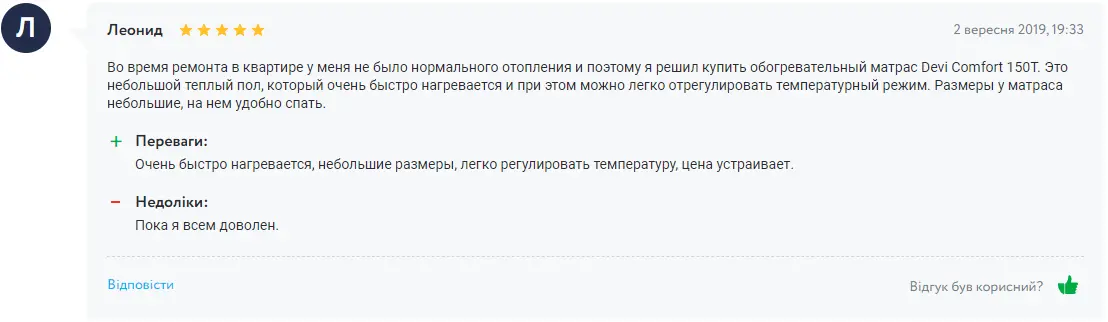 Л
Леонид
2 вересня 2019, 19:33
Во время ремонта в квартире у меня не было нормального отопления и поэтому я решил купить обогревательный матрас Devi Comfort 150T. Это
небольшой теплый пол, который очень быстро нагревается и при этом можно легко отрегулировать температурный режим. Размеры у матраса
небольшие, на нем удобно спать.
+ Переваги:
Очень быстро нагревается, небольшие размеры, легко регулировать температуру, цена устраивает.
− Недоліки:
Пока я всем доволен.
Відповісти
Відгук був корисний?